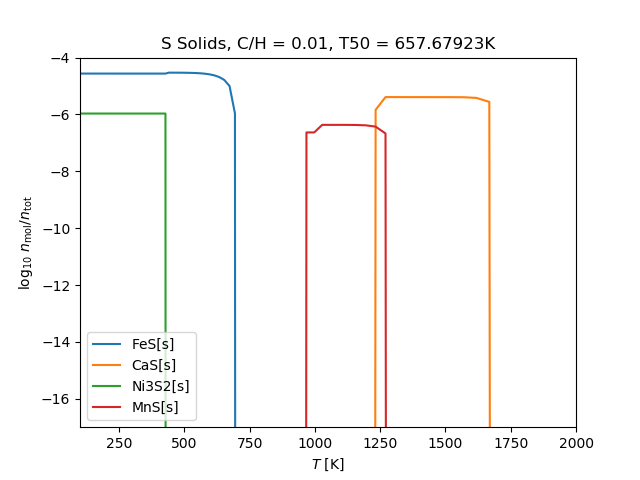 S Solids, C/H = 0.01, T50 = 657.67923K
log10 nmol/ntot
−4
−6
−8
−10
−12
−14
−16
FeS[s]
CaS[s]
Ni3S2[s]
MnS[s]
250 500 750 1000 1250 1500 1750 2000
T [K]